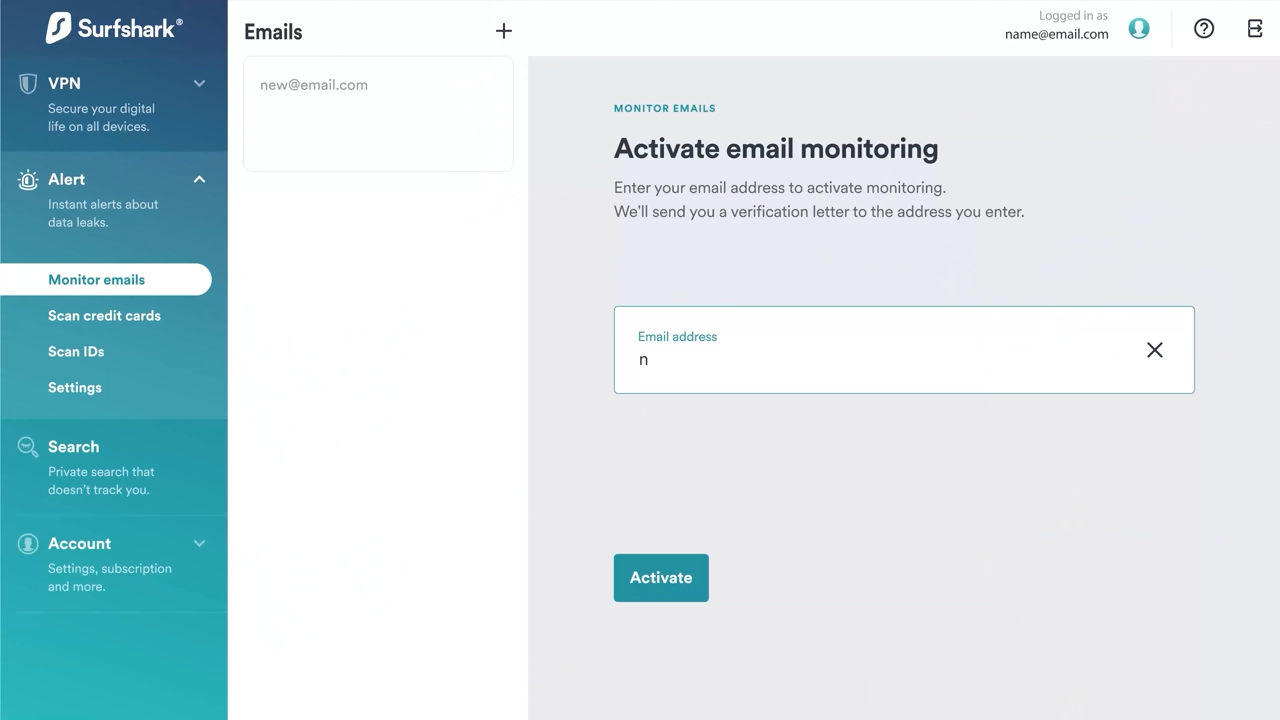 Surfshark®
VPN
Secure your digital
life on all devices.
Alert
Instant alerts about
data leaks.
Monitor emails
Scan credit cards
Scan IDs
Settings
Search
Private search that
doesn't track you.
Account
Settings, subscription
and more.
Emails
new@email.com
Logged in as
name@email.com
MONITOR EMAILS
Activate email monitoring
Enter your email address to activate monitoring.
We'll send you a verification letter to the address you enter.
Email address
n
Activate